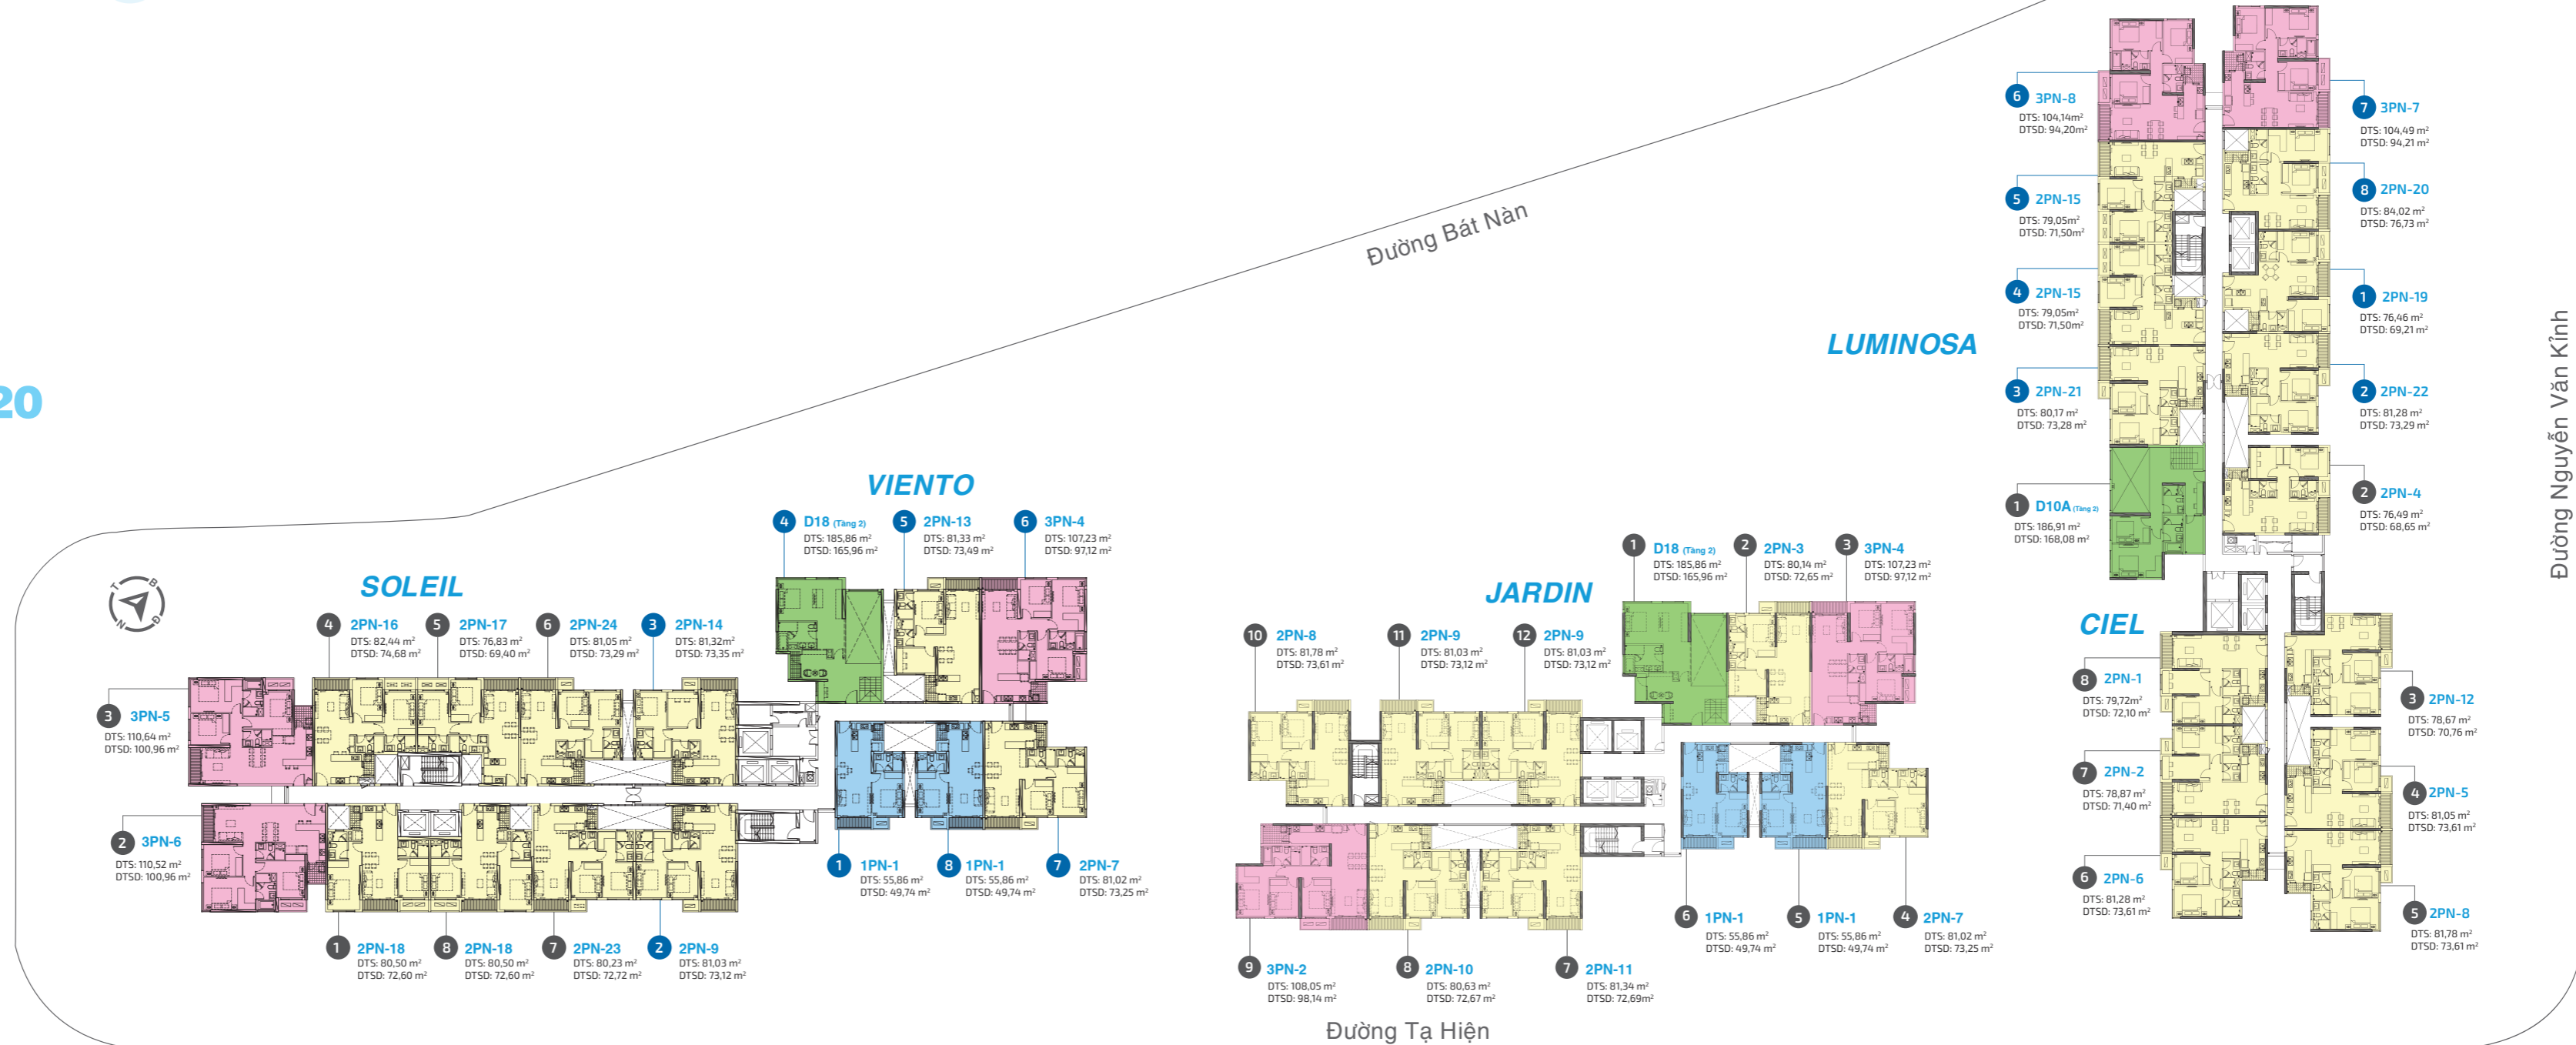 20
Đường Bát Nàn
Đường Nguyễn Văn Kỉnh
Đường Tạ Hiện
T
B
N
Đ
SOLEIL
4 2PN-16
DTS: 82,44 m²
DTSD: 74,68 m²
5 2PN-17
DTS: 76,83 m²
DTSD: 69,40 m²
6 2PN-24
DTS: 81,05 m²
DTSD: 73,29 m²
3 2PN-14
DTS: 81,32m²
DTSD: 73,35 m²
3 3PN-5
DTS: 110,64 m²
DTSD: 100,96 m²
2 3PN-6
DTS: 110,52 m²
DTSD: 100,96 m²
1 2PN-18
DTS: 80,50 m²
DTSD: 72,60 m²
8 2PN-18
DTS: 80,50 m²
DTSD: 72,60 m²
7 2PN-23
DTS: 80,23 m²
DTSD: 72,72 m²
2 2PN-9
DTS: 81,03 m²
DTSD: 73,12 m²
VIENTO
4 D18 (Tầng 2)
DTS: 185,86 m²
DTSD: 165,96 m²
5 2PN-13
DTS: 81,33 m²
DTSD: 73,49 m²
6 3PN-4
DTS: 107,23 m²
DTSD: 97,12 m²
1 1PN-1
DTS: 55,86 m²
DTSD: 49,74 m²
8 1PN-1
DTS: 55,86 m²
DTSD: 49,74 m²
7 2PN-7
DTS: 81,02 m²
DTSD: 73,25 m²
JARDIN
10 2PN-8
DTS: 81,78 m²
DTSD: 73,61 m²
11 2PN-9
DTS: 81,03 m²
DTSD: 73,12 m²
12 2PN-9
DTS: 81,03 m²
DTSD: 73,12 m²
1 D18 (Tầng 2)
DTS: 185,86 m²
DTSD: 165,96 m²
2 2PN-3
DTS: 80,14 m²
DTSD: 72,65 m²
3 3PN-4
DTS: 107,23 m²
DTSD: 97,12 m²
9 3PN-2
DTS: 108,05 m²
DTSD: 98,14 m²
8 2PN-10
DTS: 80,63 m²
DTSD: 72,67 m²
7 2PN-11
DTS: 81,34 m²
DTSD: 72,69m²
6 1PN-1
DTS: 55,86 m²
DTSD: 49,74 m²
5 1PN-1
DTS: 55,86 m²
DTSD: 49,74 m²
4 2PN-7
DTS: 81,02 m²
DTSD: 73,25 m²
LUMINOSA
6 3PN-8
DTS: 104,14m²
DTSD: 94,20m²
7 3PN-7
DTS: 104,49 m²
DTSD: 94,21 m²
5 2PN-15
DTS: 79,05m²
DTSD: 71,50m²
8 2PN-20
DTS: 84,02 m²
DTSD: 76,73 m²
4 2PN-15
DTS: 79,05m²
DTSD: 71,50m²
1 2PN-19
DTS: 76,46 m²
DTSD: 69,21 m²
3 2PN-21
DTS: 80,17 m²
DTSD: 73,28 m²
2 2PN-22
DTS: 81,28 m²
DTSD: 73,29 m²
1 D10A (Tầng 2)
DTS: 186,91 m²
DTSD: 168,08 m²
2 2PN-4
DTS: 76,49 m²
DTSD: 68,65 m²
CIEL
8 2PN-1
DTS: 79,72m²
DTSD: 72,10 m²
3 2PN-12
DTS: 78,67 m²
DTSD: 70,76 m²
7 2PN-2
DTS: 78,87 m²
DTSD: 71,40 m²
4 2PN-5
DTS: 81,05 m²
DTSD: 73,61 m²
6 2PN-6
DTS: 81,28 m²
DTSD: 73,61 m²
5 2PN-8
DTS: 81,78 m²
DTSD: 73,61 m²